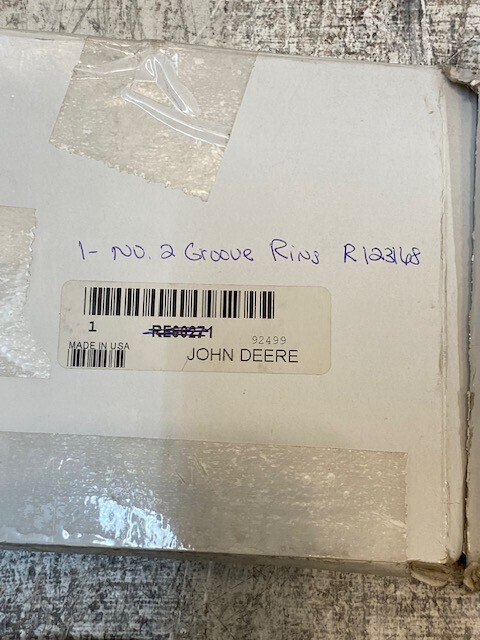 1- No. 2 Groove Ring R123168
1 RE60271 92499
MADE IN USA JOHN DEERE